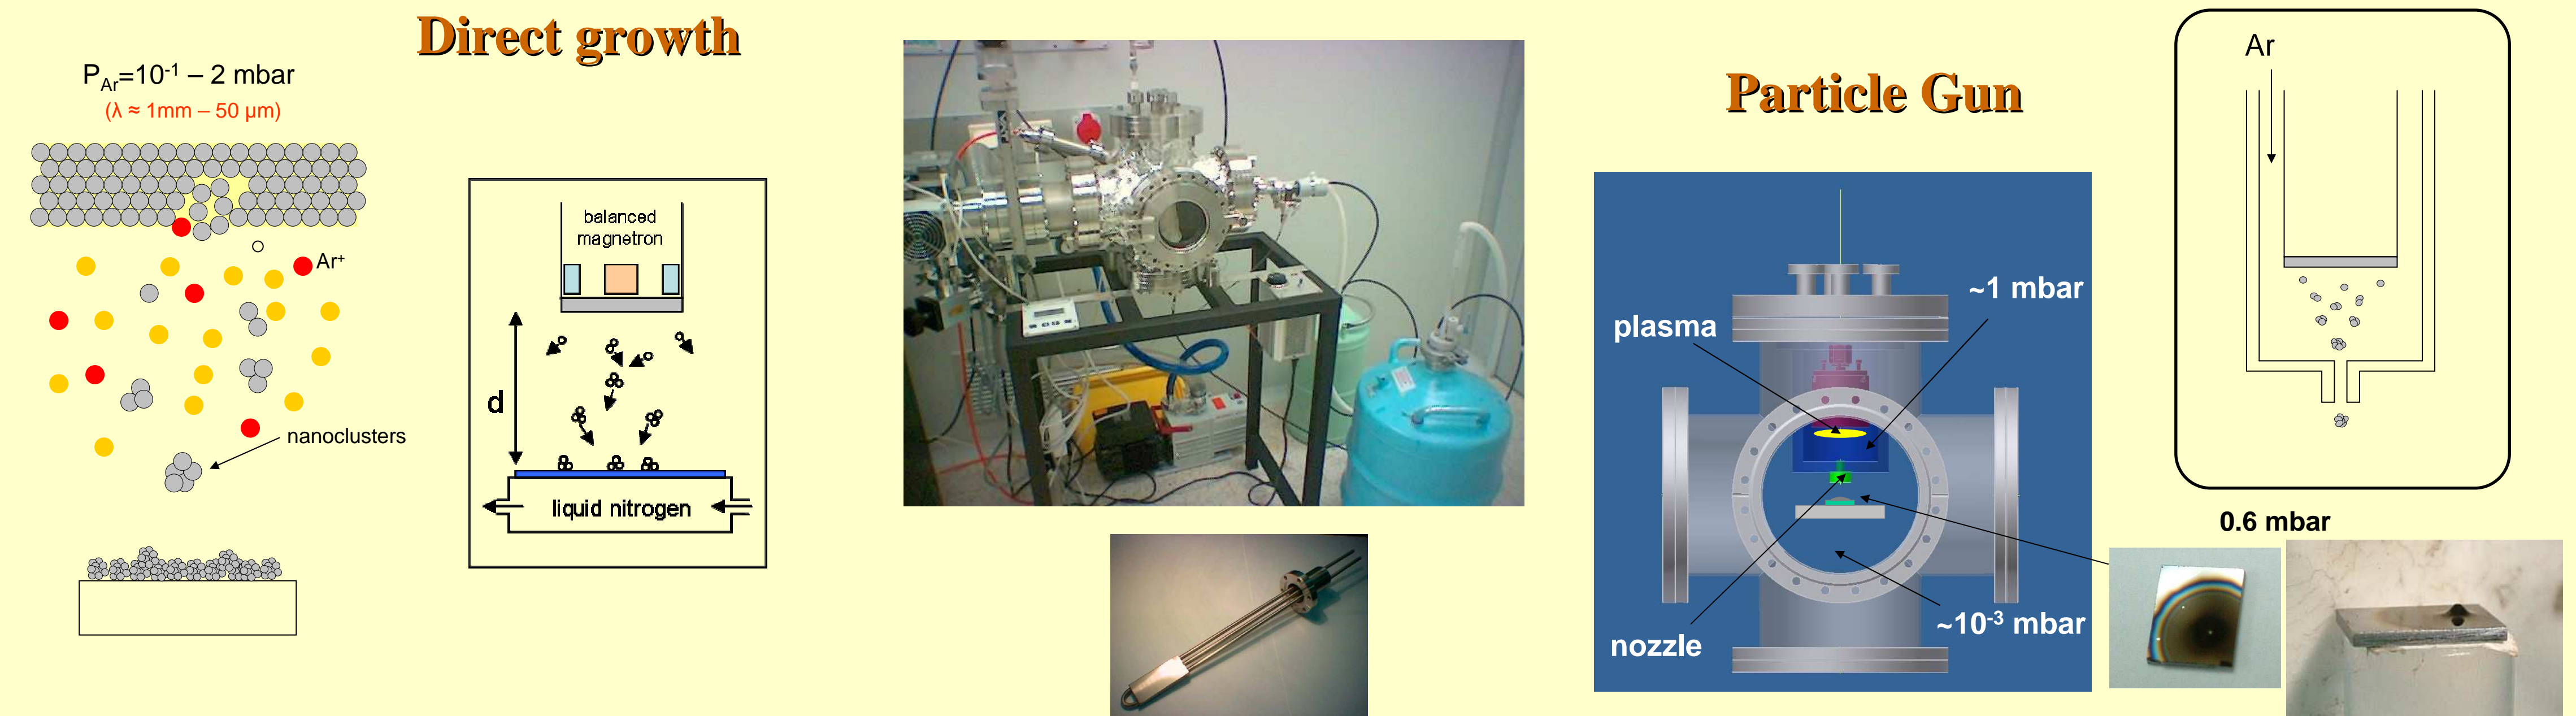 Direct growth
P_Ar=10^-1 – 2 mbar
(λ ≈ 1mm – 50 µm)
Ar⁺
nanoclusters
balanced
magnetron
d
liquid nitrogen
Particle Gun
~1 mbar
plasma
nozzle
~10⁻³ mbar
Ar
0.6 mbar